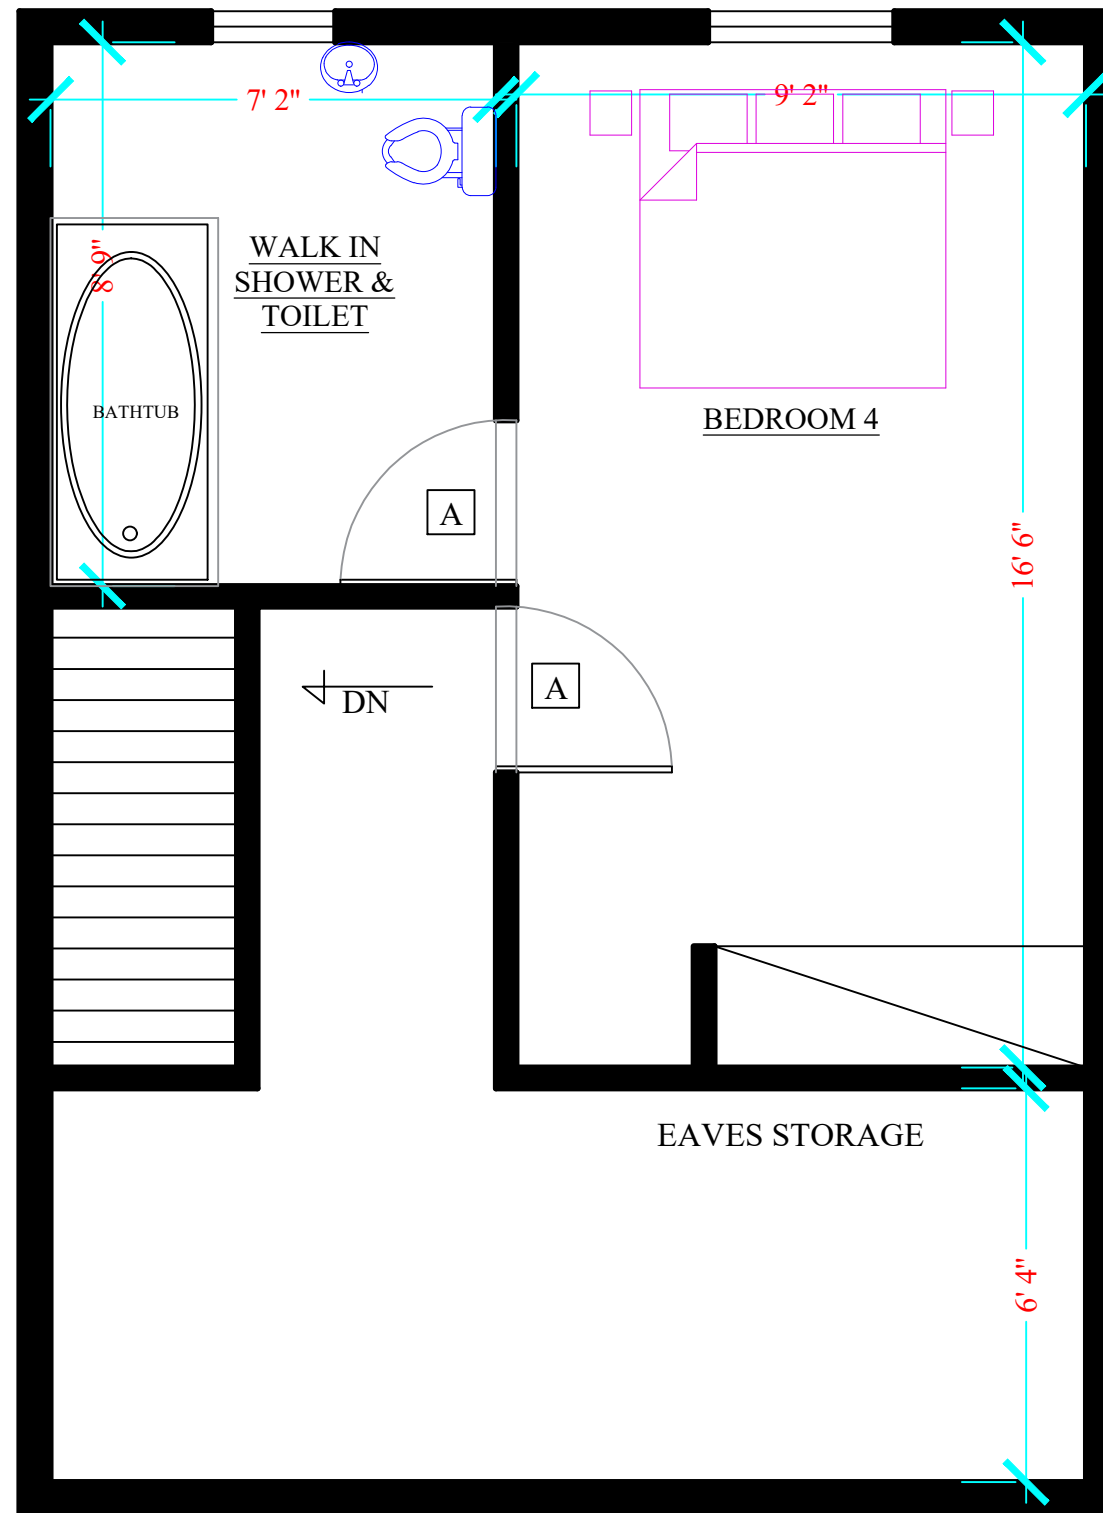 7' 2"
9' 2"
8' 9"
WALK IN
SHOWER &
TOILET
BATHTUB
BEDROOM 4
A
16' 6"
A
DN
EAVES STORAGE
6' 4"